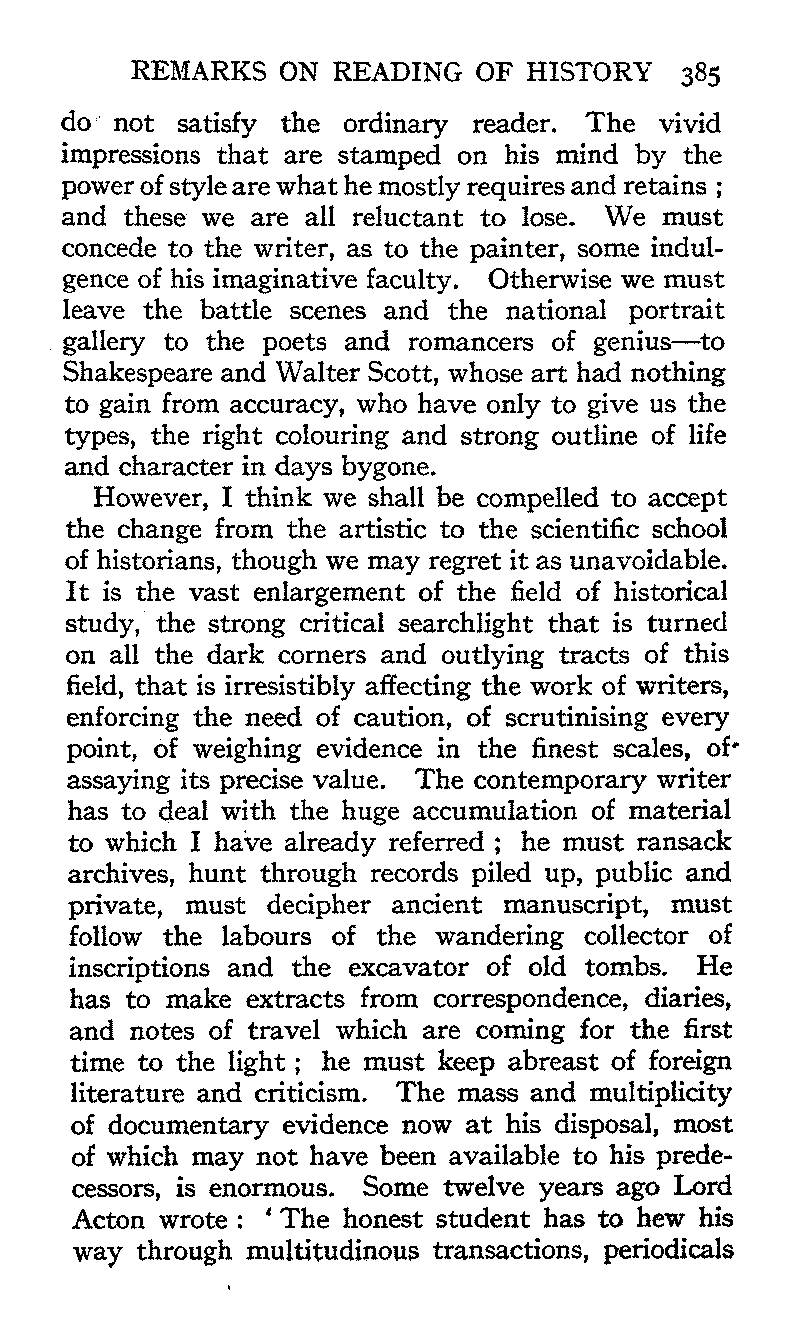 REMARKS ON READING OF HISTORY 385
do not satisfy the ordinary reader. The vivid
impressions that are stamped on his mind by the
power of style are what he mostly requires and retains ;
and these we are all reluctant to lose. We must
concede to the writer, as to the painter, some indul-
gence of his imaginative faculty. Otherwise we must
leave the battle scenes and the national portrait
gallery to the poets and romancers of genius—to
Shakespeare and Walter Scott, whose art had nothing
to gain from accuracy, who have only to give us the
types, the right colouring and strong outline of life
and character in days bygone.
However, I think we shall be compelled to accept
the change from the artistic to the scientific school
of historians, though we may regret it as unavoidable.
It is the vast enlargement of the field of historical
study, the strong critical searchlight that is turned
on all the dark corners and outlying tracts of this
field, that is irresistibly affecting the work of writers,
enforcing the need of caution, of scrutinising every
point, of weighing evidence in the finest scales, of
assaying its precise value. The contemporary writer
has to deal with the huge accumulation of material
to which I have already referred ; he must ransack
archives, hunt through records piled up, public and
private, must decipher ancient manuscript, must
follow the labours of the wandering collector of
inscriptions and the excavator of old tombs. He
has to make extracts from correspondence, diaries,
and notes of travel which are coming for the first
time to the light ; he must keep abreast of foreign
literature and criticism. The mass and multiplicity
of documentary evidence now at his disposal, most
of which may not have been available to his prede-
cessors, is enormous. Some twelve years ago Lord
Acton wrote : ‘ The honest student has to hew his
way through multitudinous transactions, periodicals